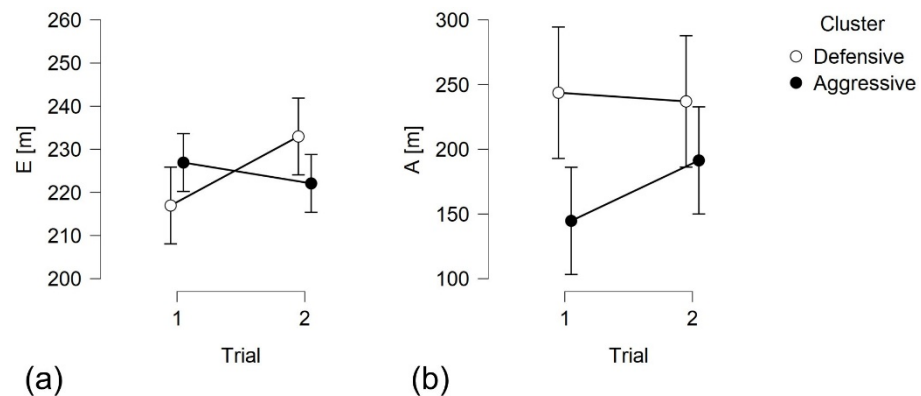 E [m]
260
250
240
230
220
210
200
1 2
Trial
(a)
A [m]
300
250
200
150
100
1 2
Trial
(b)
Cluster
Defensive
Aggressive